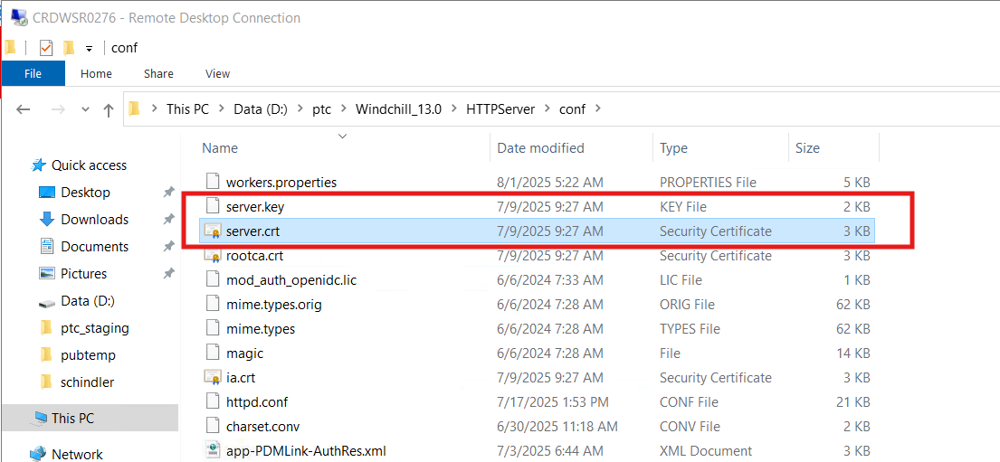 CRDWSR0276 - Remote Desktop Connection
conf
File Home Share View
This PC Data (D:) ptc Windchill_13.0 HTTPServer conf
Quick access
Desktop
Downloads
Documents
Pictures
Data (D:)
ptc_staging
pubtemp
schindler
This PC
Network
Name Date modified Type Size
workers.properties 8/1/2025 5:22 AM PROPERTIES File 5 KB
server.key 7/9/2025 9:27 AM KEY File 2 KB
server.crt 7/9/2025 9:27 AM Security Certificate 3 KB
rootca.crt 7/9/2025 9:27 AM Security Certificate 3 KB
mod_auth_openidc.lic 6/6/2024 7:33 AM LIC File 1 KB
mime.types.orig 6/6/2024 7:28 AM ORIG File 62 KB
mime.types 6/6/2024 7:28 AM TYPES File 62 KB
magic 6/6/2024 7:28 AM File 14 KB
ia.crt 7/9/2025 9:27 AM Security Certificate 3 KB
httpd.conf 7/17/2025 1:53 PM CONF File 21 KB
charset.conv 6/30/2025 11:18 AM CONV File 2 KB
app-PDMLink-AuthRes.xml 7/3/2025 6:44 AM XML Document 3 KB